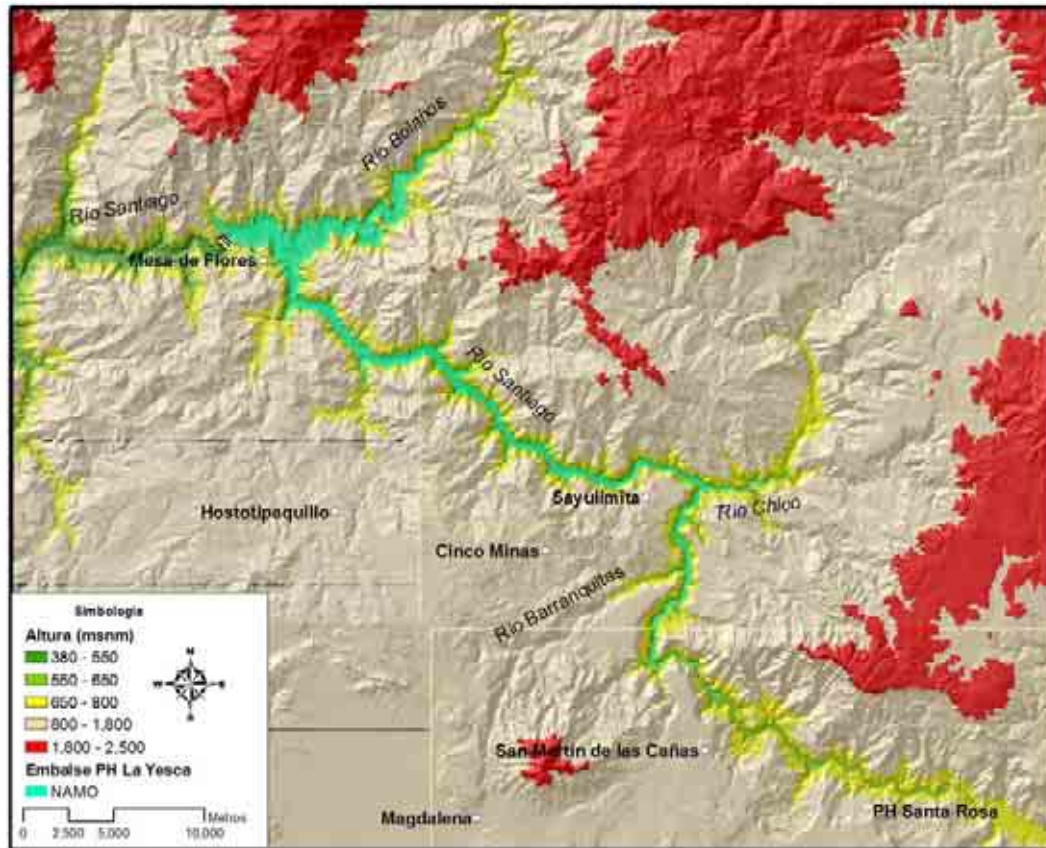 Río Bolaños
Río Santiago
Mesa de Flores
Río Santiago
Sayulimita
Río Chico
Hostotipaquillo
Cinco Minas
Río Barranquitas
San Martín de las Cañas
PH Santa Rosa
Magdalena
Simbología
Altura (msnm)
380 - 550
550 - 650
650 - 800
800 - 1,800
1,800 - 2,500
Embalse PH La Yesca
NAMO
N
W E
S
Metros
0 2,500 5,000 10,000